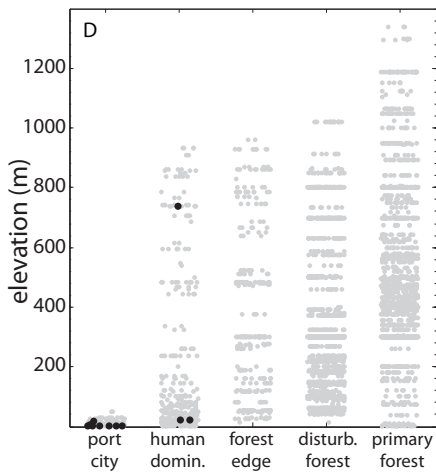 D
elevation (m)
1200
1000
800
600
400
200
port city
human domin.
forest edge
disturb. forest
primary forest